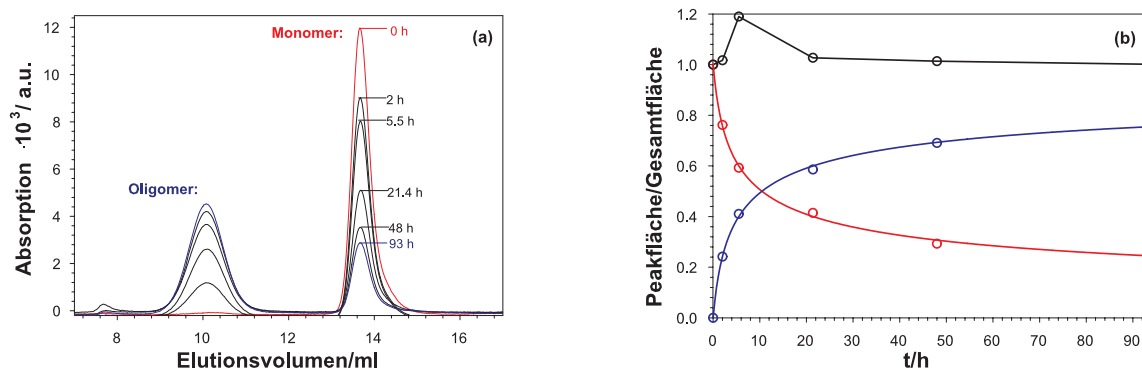 (a)
Monomer:
0 h
2 h
5.5 h
21.4 h
48 h
93 h
Oligomer:
Absorption ·10³/ a.u.
12
10
8
6
4
2
0
8
10
12
14
16
Elutionsvolumen/ml
(b)
Peakfläche/Gesamtfläche
1.2
1.0
0.8
0.6
0.4
0.2
0.0
0
10
20
30
40
50
60
70
80
90
t/h